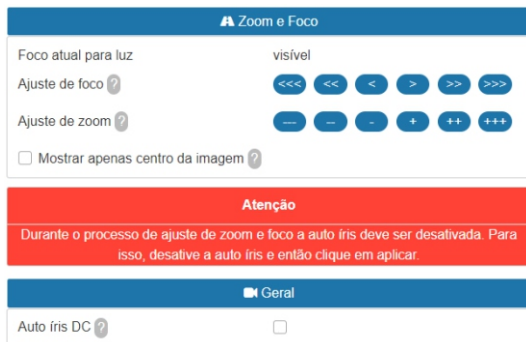 Zoom e Foco
Foco atual para luz visível
Ajuste de foco ? <<< << < > >> >>>
Ajuste de zoom ? --- -- - + ++ +++
Mostrar apenas centro da imagem ?
Atenção
Durante o processo de ajuste de zoom e foco a auto íris deve ser desativada. Para
isso, desative a auto íris e então clique em aplicar.
Geral
Auto íris DC ?